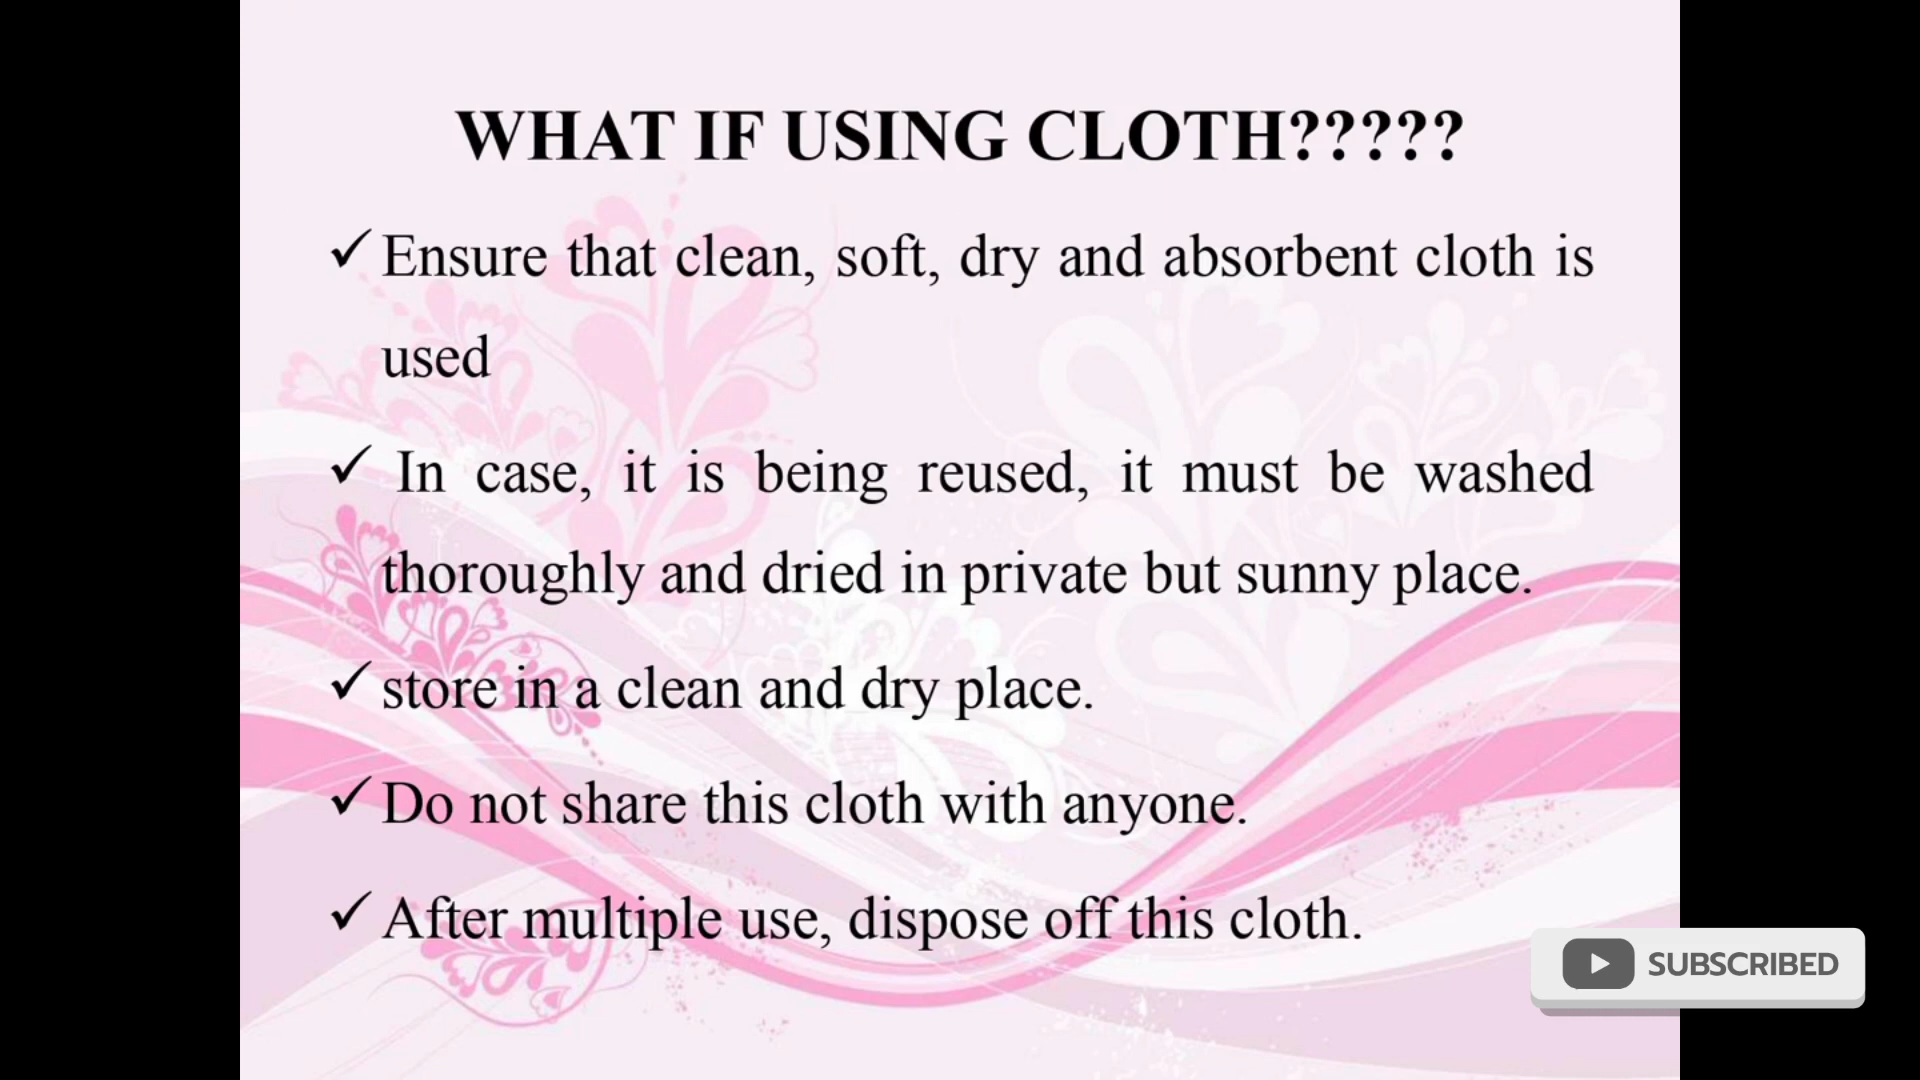 WHAT IF USING CLOTH?????
✓ Ensure that clean, soft, dry and absorbent cloth is
used
✓ In case, it is being reused, it must be washed
thoroughly and dried in private but sunny place.
✓ store in a clean and dry place.
✓ Do not share this cloth with anyone.
✓ After multiple use, dispose off this cloth.
SUBSCRIBED